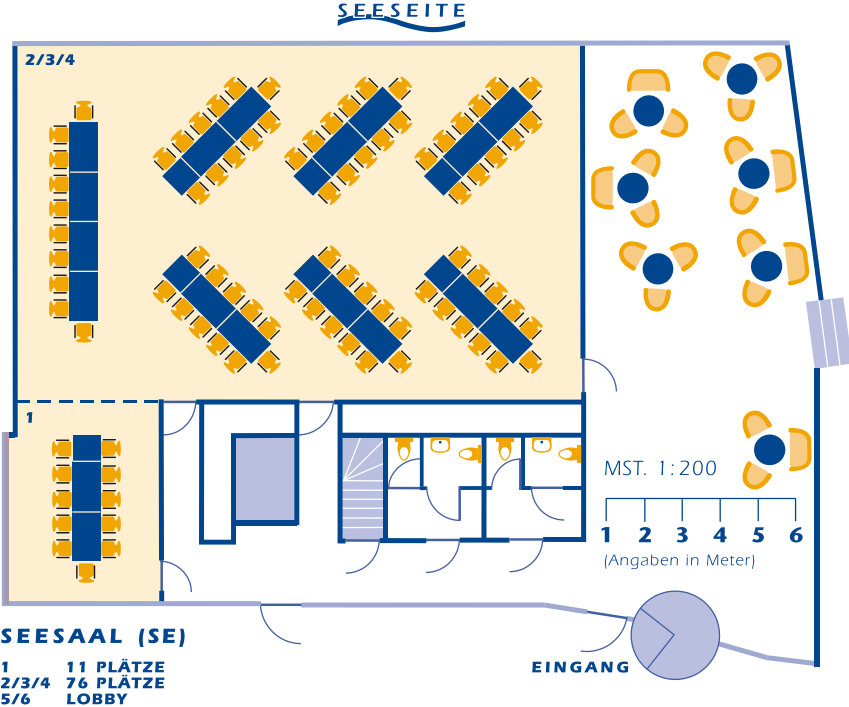 SEESEITE
2/3/4
1
MST. 1:200
1 2 3 4 5 6
(Angaben in Meter)
EINGANG
SEESAAL (SE)
1 11 PLÄTZE
2/3/4 76 PLÄTZE
5/6 LOBBY